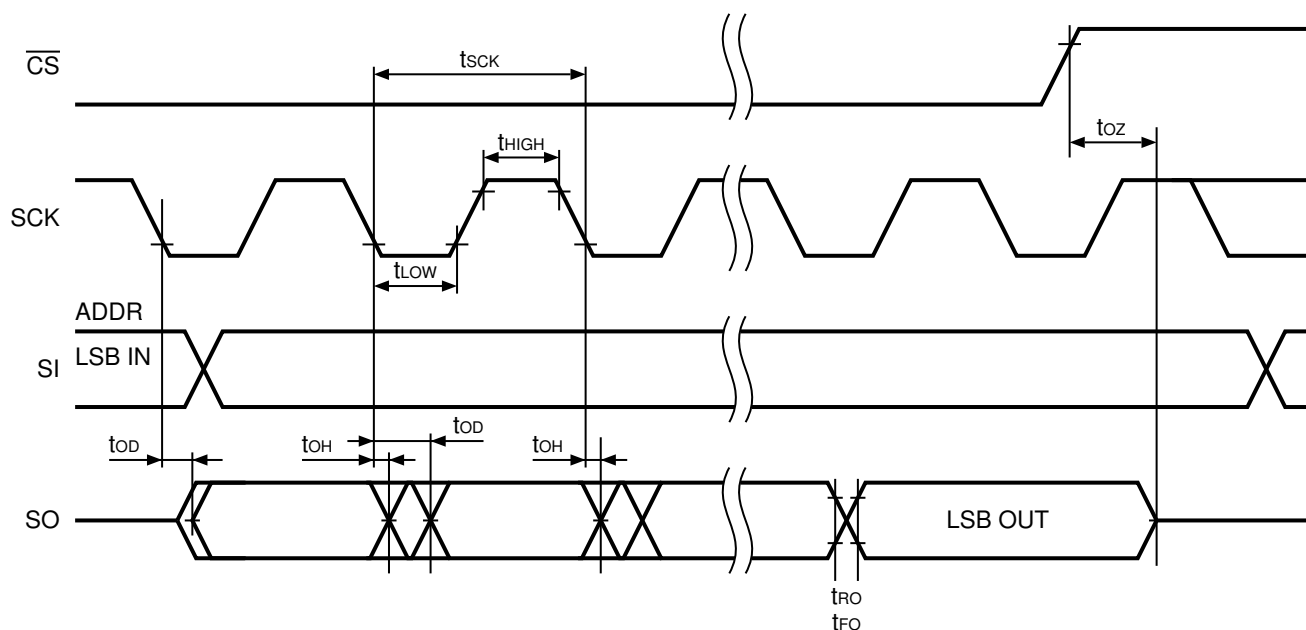 CS
tSCK
tOZ
tHIGH
SCK
tLOW
ADDR
LSB IN
SI
tOD
tOH
tOD
tOH
SO
LSB OUT
tRO
tFO